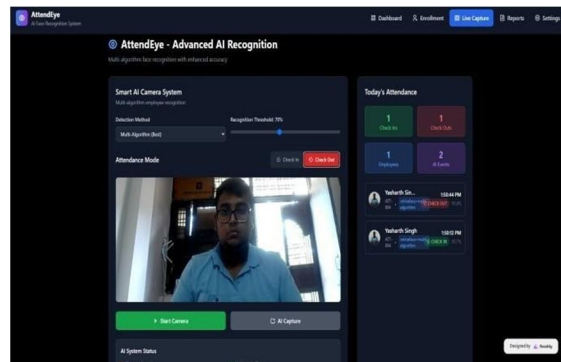 AttendEye
AI Face Recognition System
Dashboard
Enrollment
Live Capture
Reports
Settings
AttendEye - Advanced AI Recognition
Multi-algorithm face recognition with enhanced accuracy
Smart AI Camera System
Multi-algorithm employee recognition
Detection Method
Recognition Threshold: 70%
Multi-Algorithm (Best)
Attendance Mode
Check In
Check Out
Start Camera
AI Capture
AI System Status
Today's Attendance
1
Check Ins
1
Check Outs
1
Employees
2
AI Events
Yasharth Sin...
1:50:44 PM
CHECK OUT
Yasharth Singh
CHECK IN
Designed by